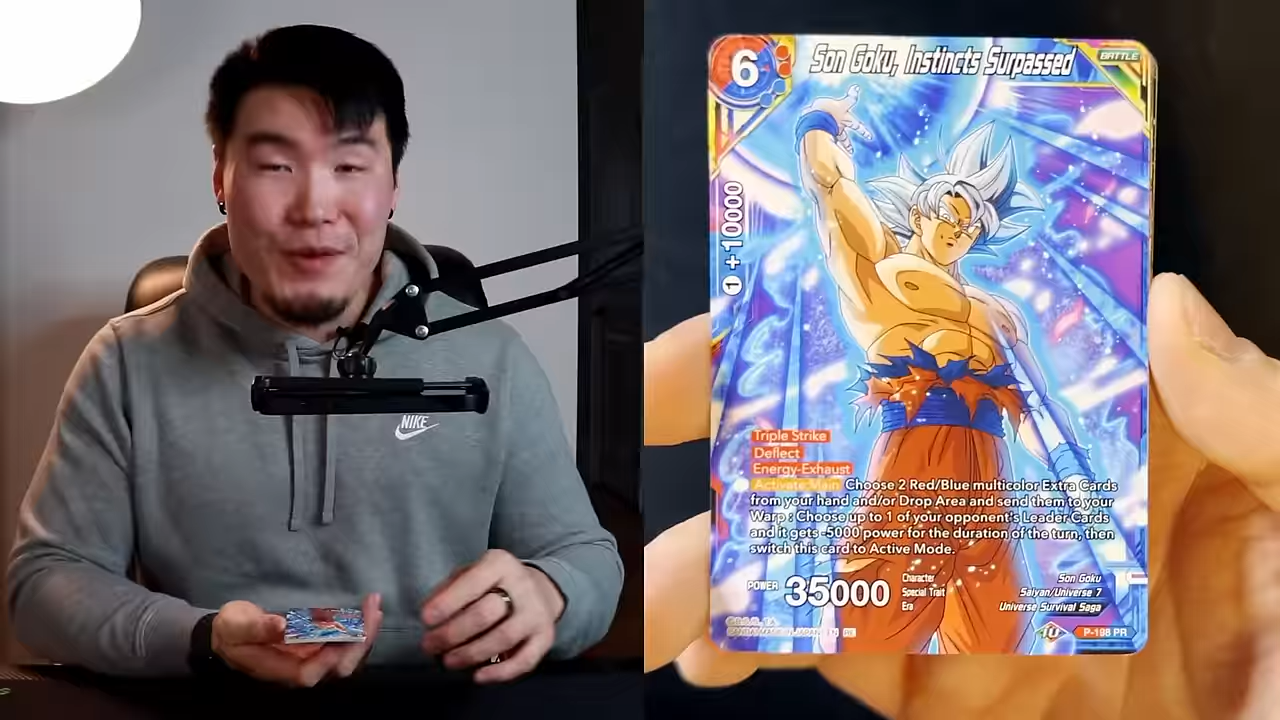 NIKE
6
Son Goku, Instincts Surpassed
BATTLE
1 +10000
Triple Strike
Deflect
Energy-Exhaust
Activate:Main Choose 2 Red/Blue multicolor Extra Cards
from your hand and/or Drop Area and send them to your
Warp : Choose up to 1 of your opponent's Leader Cards
and it gets -5000 power for the duration of the turn, then
switch this card to Active Mode.
POWER 35000
Character Son Goku
Special Trait Saiyan/Universe 7
Era Universe Survival Saga
P-198 PR